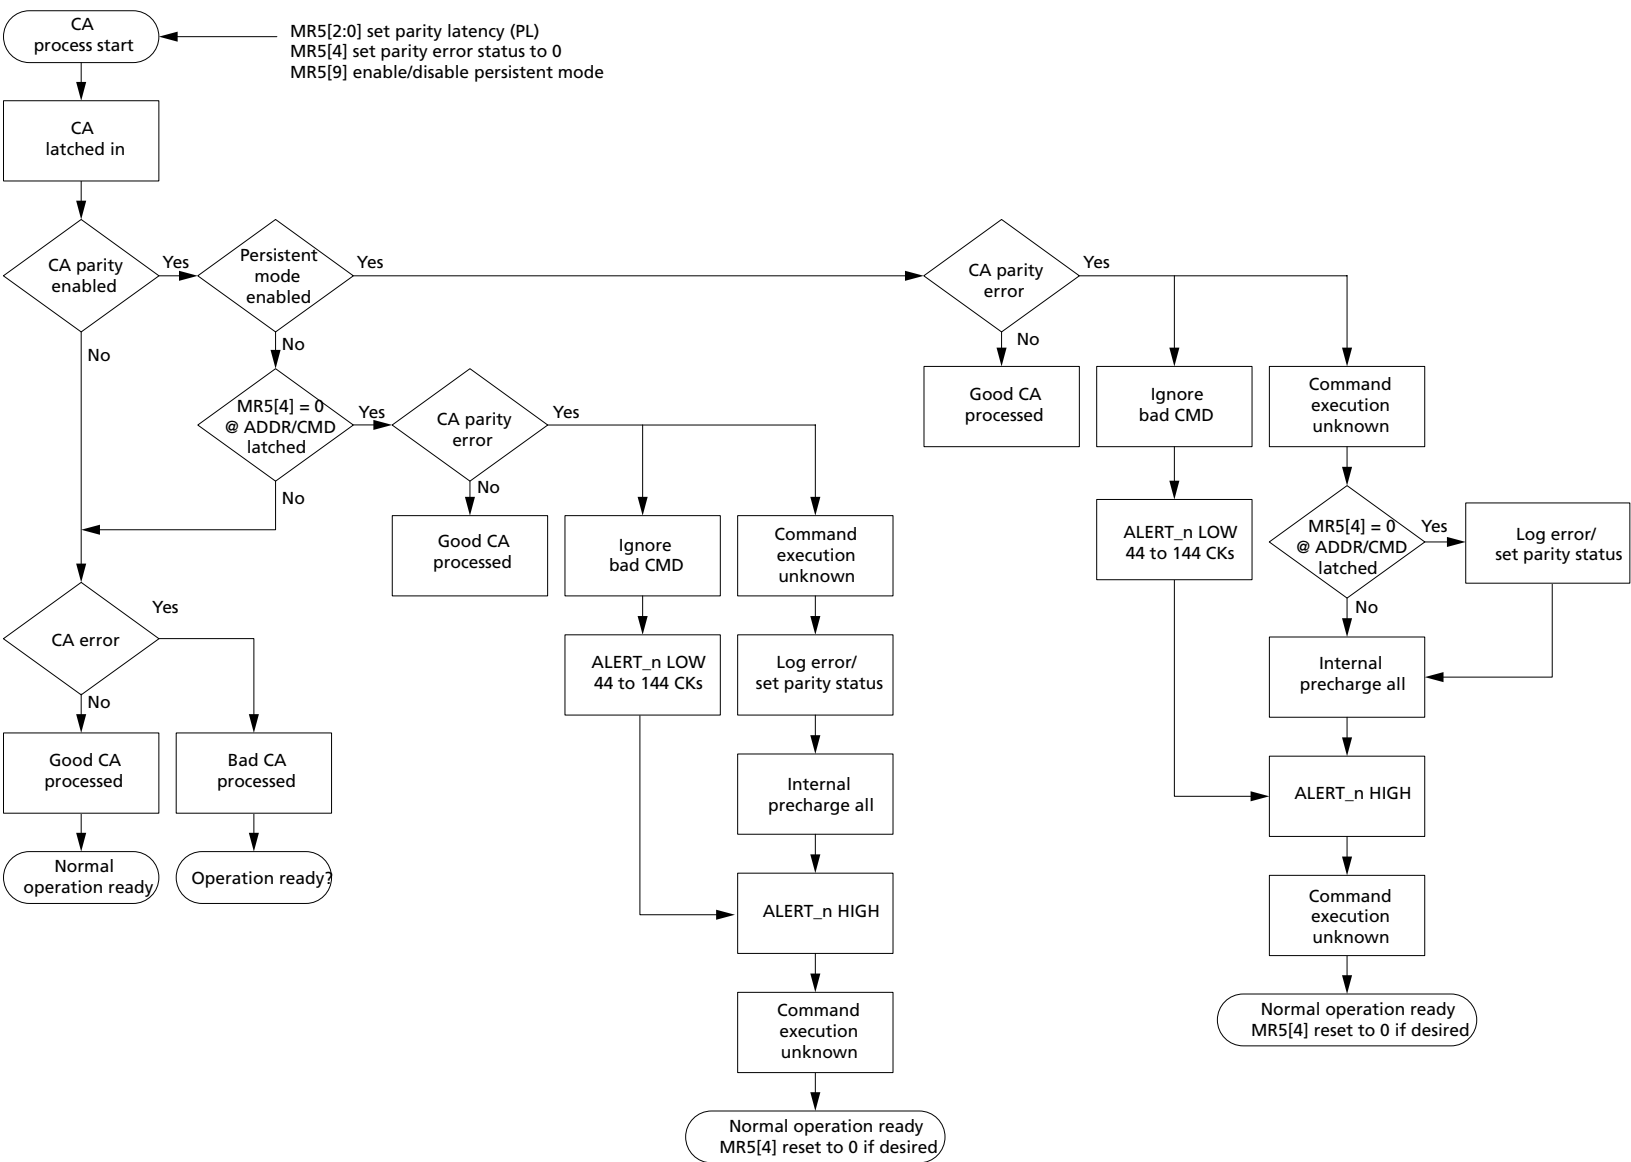 CA
process start
MR5[2:0] set parity latency (PL)
MR5[4] set parity error status to 0
MR5[9] enable/disable persistent mode
CA
latched in
CA parity
enabled
Yes
No
Persistent
mode
enabled
Yes
No
CA parity
error
Yes
No
MR5[4] = 0
@ ADDR/CMD
latched
Yes
No
CA parity
error
Yes
No
Good CA
processed
Ignore
bad CMD
Command
execution
unknown
Good CA
processed
Ignore
bad CMD
Command
execution
unknown
ALERT_n LOW
44 to 144 CKs
MR5[4] = 0
@ ADDR/CMD
latched
Yes
No
Log error/
set parity status
CA error
Yes
No
ALERT_n LOW
44 to 144 CKs
Log error/
set parity status
Internal
precharge all
Good CA
processed
Bad CA
processed
Internal
precharge all
ALERT_n HIGH
Normal
operation ready
Operation ready?
ALERT_n HIGH
Command
execution
unknown
Command
execution
unknown
Normal operation ready
MR5[4] reset to 0 if desired
Normal operation ready
MR5[4] reset to 0 if desired